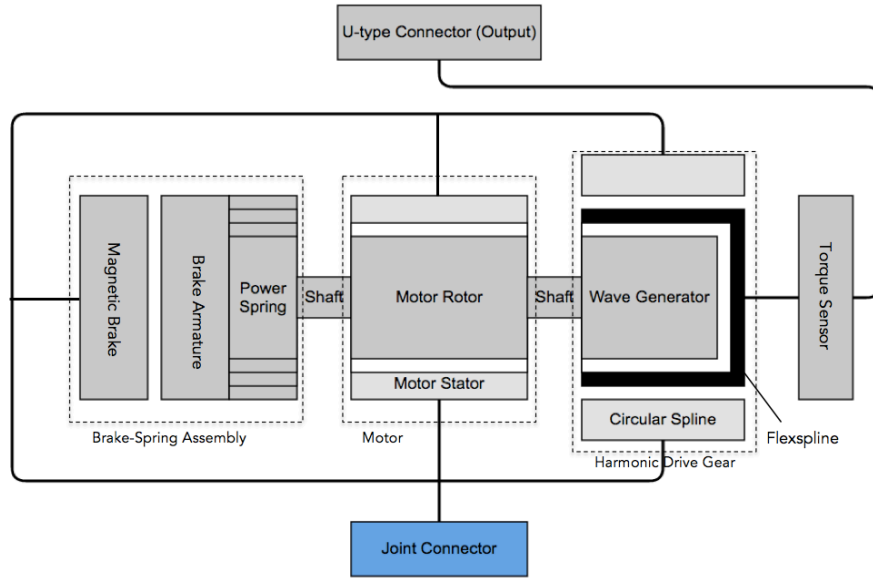 U-type Connector (Output)
Magnetic Brake
Brake Armature
Power
Spring
Shaft
Motor Rotor
Shaft
Wave Generator
Torque Sensor
Motor Stator
Circular Spline
Brake-Spring Assembly
Motor
Flexspline
Harmonic Drive Gear
Joint Connector